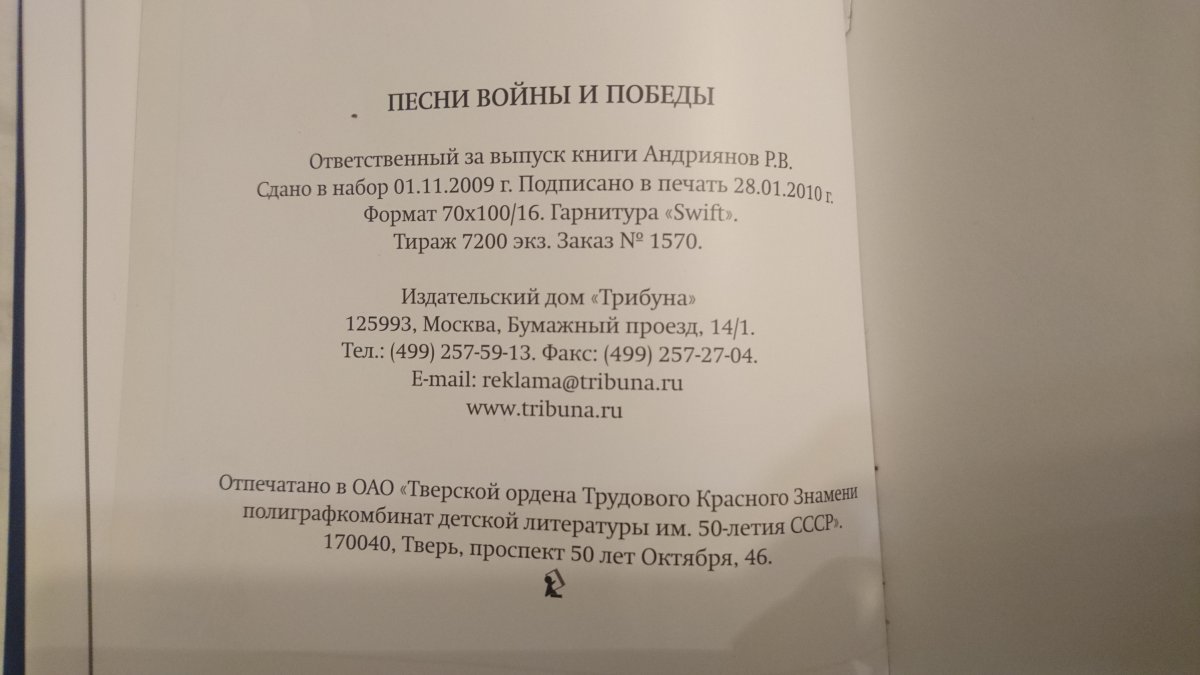 ПЕСНИ ВОЙНЫ И ПОБЕДЫ
Ответственный за выпуск книги Андриянов Р.В.
Сдано в набор 01.11.2009 г. Подписано в печать 28.01.2010 г.
Формат 70х100/16. Гарнитура «Swift».
Тираж 7200 экз. Заказ № 1570.
Издательский дом «Трибуна»
125993, Москва, Бумажный проезд, 14/1.
Тел.: (499) 257-59-13. Факс: (499) 257-27-04.
E-mail: reklama@tribuna.ru
www.tribuna.ru
Отпечатано в ОАО «Тверской ордена Трудового Красного Знамени
полиграфкомбинат детской литературы им. 50-летия СССР».
170040, Тверь, проспект 50 лет Октября, 46.